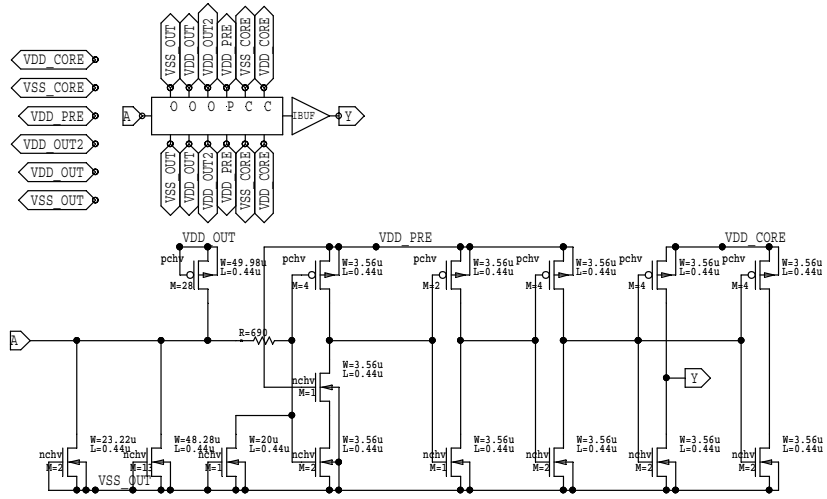 VDD_CORE
VSS_CORE
VDD_PRE
VDD_OUT2
VDD_OUT
VSS_OUT
VSS_OUT
VDD_OUT
VDD_OUT2
VDD_PRE
VSS_CORE
VDD_CORE
A
O O O P C C
IBUF
Y
VSS_OUT
VDD_OUT
VDD_OUT2
VDD_PRE
VSS_CORE
VDD_CORE
VDD_OUT
VDD_PRE
VDD_CORE
pchv
W=49.98u
L=0.44u
M=28
pchv
W=3.56u
L=0.44u
M=4
pchv
W=3.56u
L=0.44u
M=2
pchv
W=3.56u
L=0.44u
M=4
pchv
W=3.56u
L=0.44u
M=4
pchv
W=3.56u
L=0.44u
M=4
A
R=690
W=3.56u
L=0.44u
nchv
M=1
Y
W=23.22u
L=0.44u
nchv
M=2
W=48.28u
L=0.44u
nchv
M=13
W=20u
L=0.44u
nchv
M=1
W=3.56u
L=0.44u
nchv
M=2
W=3.56u
L=0.44u
nchv
M=1
W=3.56u
L=0.44u
nchv
M=2
W=3.56u
L=0.44u
nchv
M=2
W=3.56u
L=0.44u
nchv
M=2
VSS_OUT